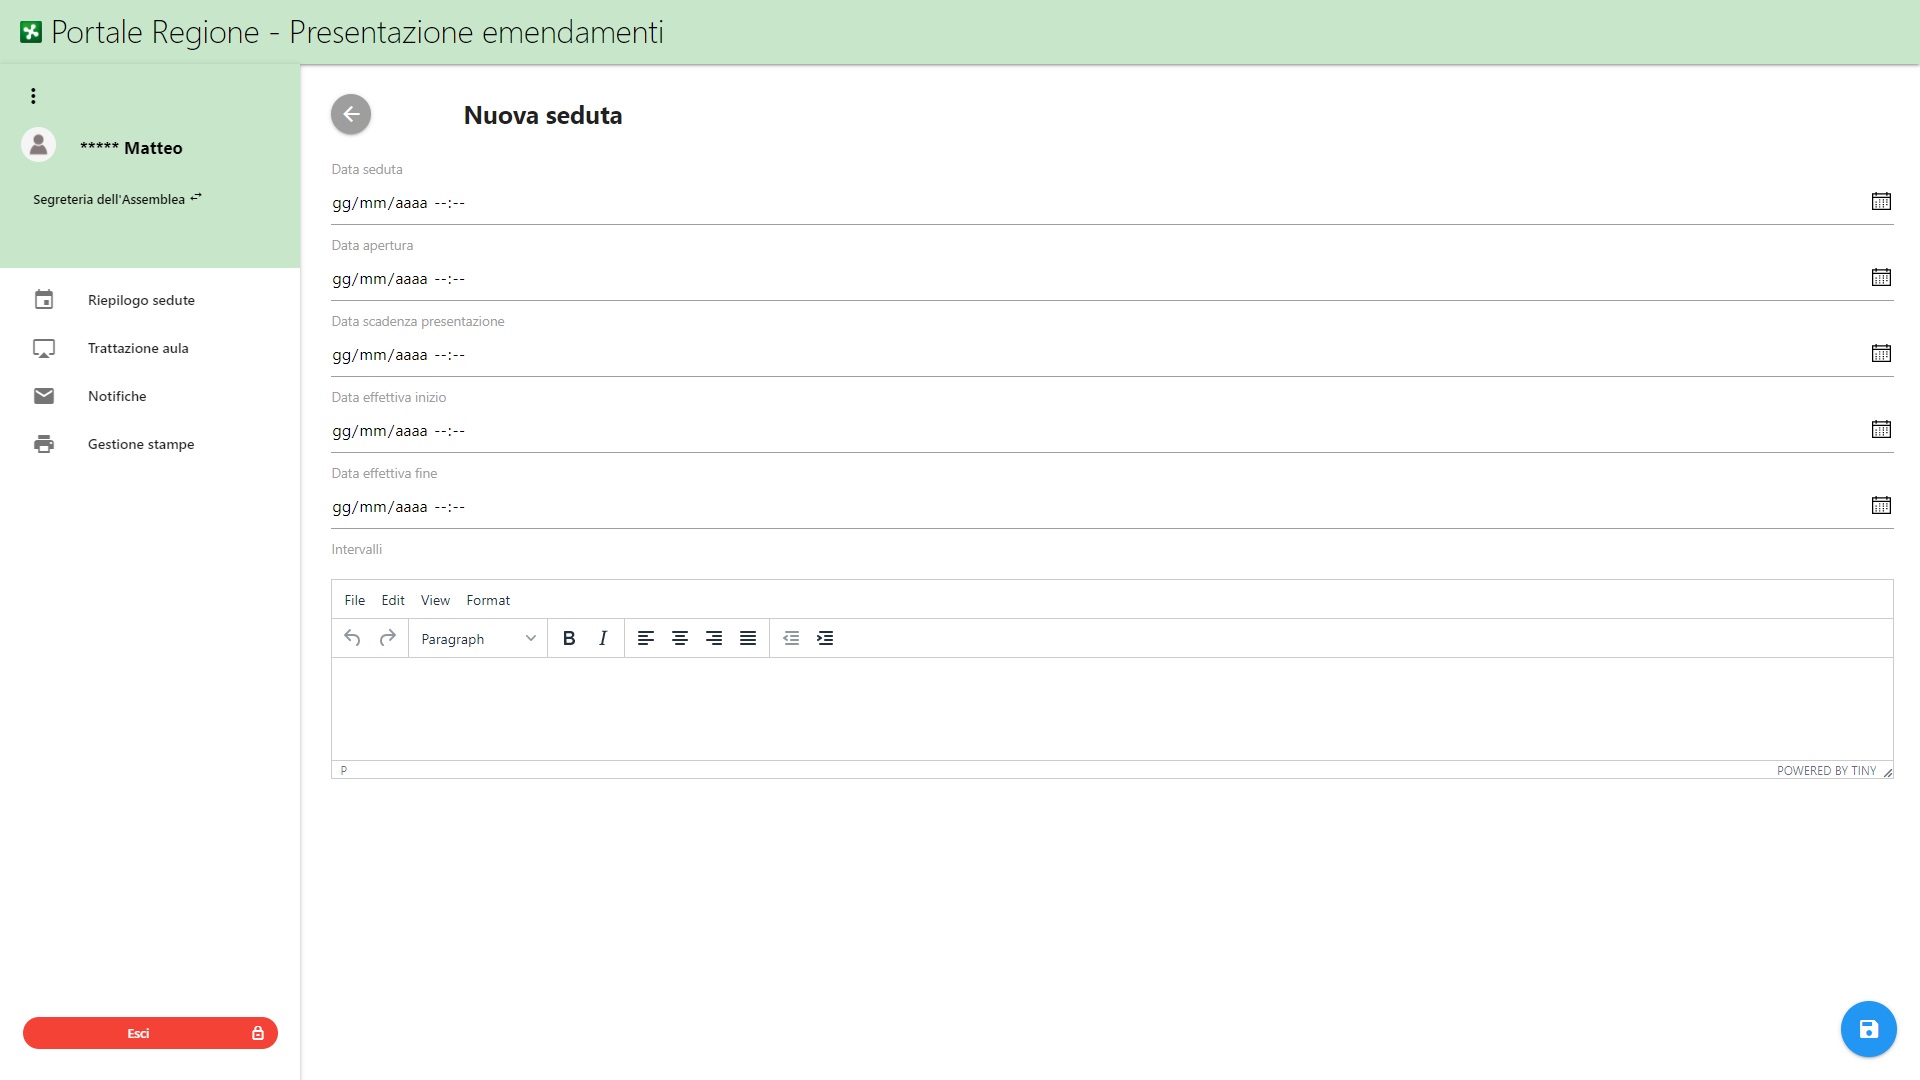 Portale Regione - Presentazione emendamenti
***** Matteo
Segreteria dell'Assemblea
Riepilogo sedute
Trattazione aula
Notifiche
Gestione stampe
Esci
Nuova seduta
Data seduta
gg/mm/aaaa --:--
Data apertura
gg/mm/aaaa --:--
Data scadenza presentazione
gg/mm/aaaa --:--
Data effettiva inizio
gg/mm/aaaa --:--
Data effettiva fine
gg/mm/aaaa --:--
Intervalli
File Edit View Format
Paragraph B I
P POWERED BY TINY